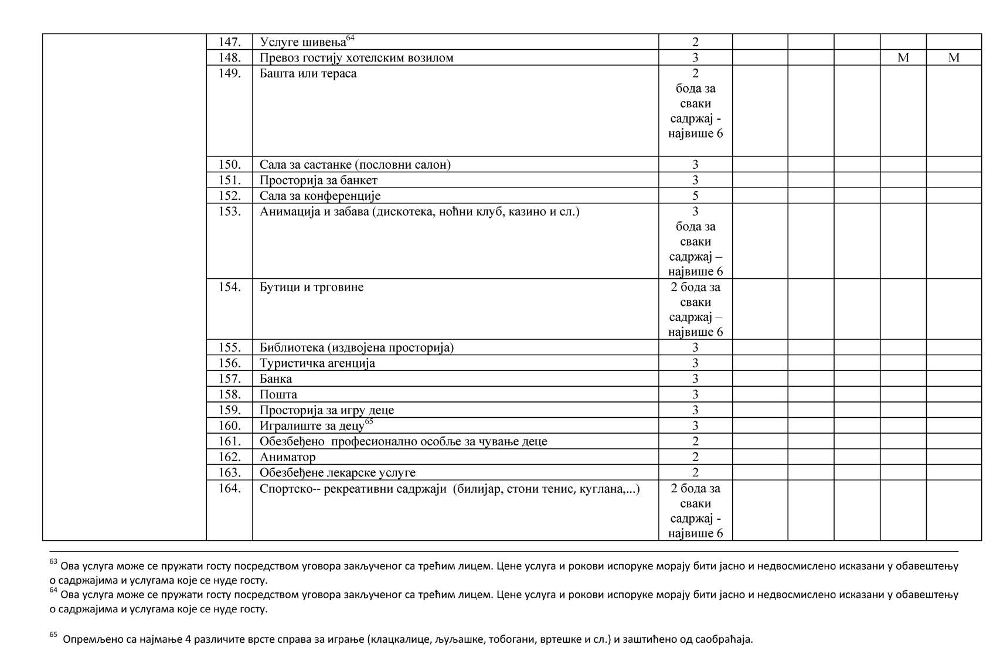 147. Услуге шивења64 2
148. Превоз гостију хотелским возилом 3 М М
149. Башта или тераса 2
бода за
сваки
садржај -
највише 6
150. Сала за састанке (пословни салон) 3
151. Просторија за банкет 3
152. Сала за конференције 5
153. Анимација и забава (дискотека, ноћни клуб, казино и сл.) 3
бода за
сваки
садржај –
највише 6
154. Бутици и трговине 2 бода за
сваки
садржај –
највише 6
155. Библиотека (издвојена просторија) 3
156. Туристичка агенција 3
157. Банка 3
158. Пошта 3
159. Просторија за игру деце 3
160. Игралиште за децу65 3
161. Обезбеђено  професионално особље за чување деце 2
162. Аниматор 2
163. Обезбеђене лекарске услуге 2
164. Спортско-- рекреативни садржаји  (билијар, стони тенис, куглана,...) 2 бода за
сваки
садржај -
највише 6
63 Ова услуга може се пружати госту посредством уговора закљученог са трећим лицем. Цене услуга и рокови испоруке морају бити јасно и недвосмислено исказани у обавештењу
о садржајима и услугама које се нуде госту.
64 Ова услуга може се пружати госту посредством уговора закљученог са трећим лицем. Цене услуга и рокови испоруке морају бити јасно и недвосмислено исказани у обавештењу
о садржајима и услугама које се нуде госту.
65 Опремљено са најмање 4 различите врсте справа за играње (клацкалице, љуљашке, тобогани, вртешке и сл.) и заштићено од саобраћаја.